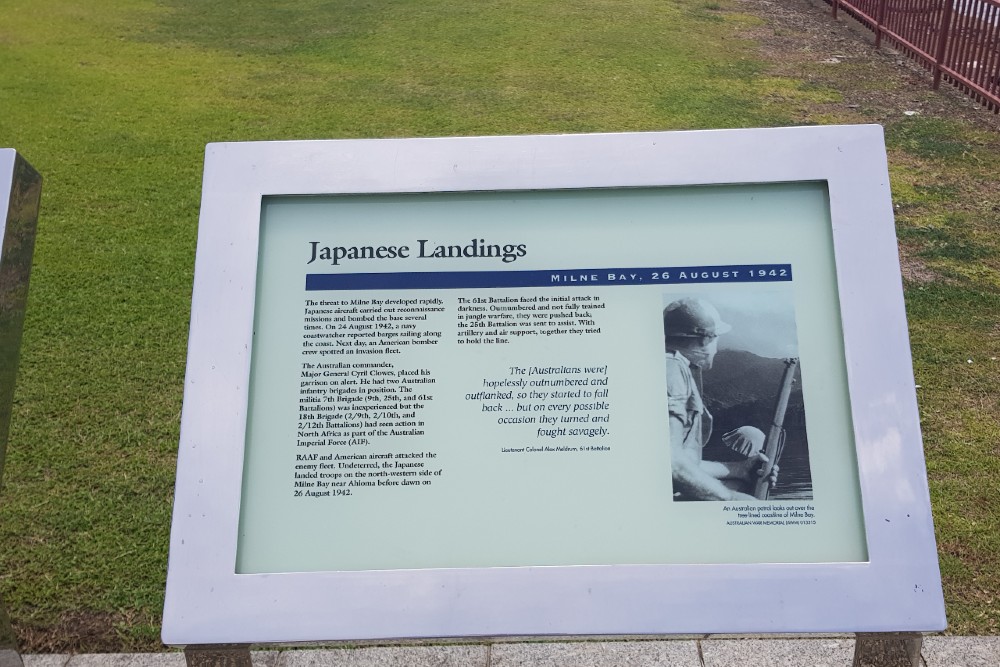 Japanese Landings
MILNE BAY, 26 AUGUST 1942
The threat to Milne Bay developed rapidly.
Japanese aircraft carried out reconnaissance
missions and bombed the base several
times. On 24 August 1942, a navy
coastwatcher reported barges sailing along
the coast. Next day, an American bomber
crew spotted an invasion fleet.
The Australian commander,
Major General Cyril Clowes, placed his
garrison on alert. He had two Australian
infantry brigades in position. The
militia 7th Brigade (9th, 25th, and 61st
Battalions) was inexperienced but the
18th Brigade (2/9th, 2/10th, and
2/12th Battalions) had seen action in
North Africa as part of the Australian
Imperial Force (AIF).
RAAF and American aircraft attacked the
enemy fleet. Undeterred, the Japanese
landed troops on the north-western side of
Milne Bay near Ahioma before dawn on
26 August 1942.
The 61st Battalion faced the initial attack in
darkness. Outnumbered and not fully trained
in jungle warfare, they were pushed back;
the 25th Battalion was sent to assist. With
artillery and air support, together they tried
to hold the line.
The [Australians were]
hopelessly outnumbered and
outflanked, so they started to fall
back ... but on every possible
occasion they turned and
fought savagely.
Lieutenant Colonel Alex Meldrum, 61st Battalion
An Australian patrol looks out over the
tree-lined coastline of Milne Bay.
AUSTRALIAN WAR MEMORIAL (AWM)